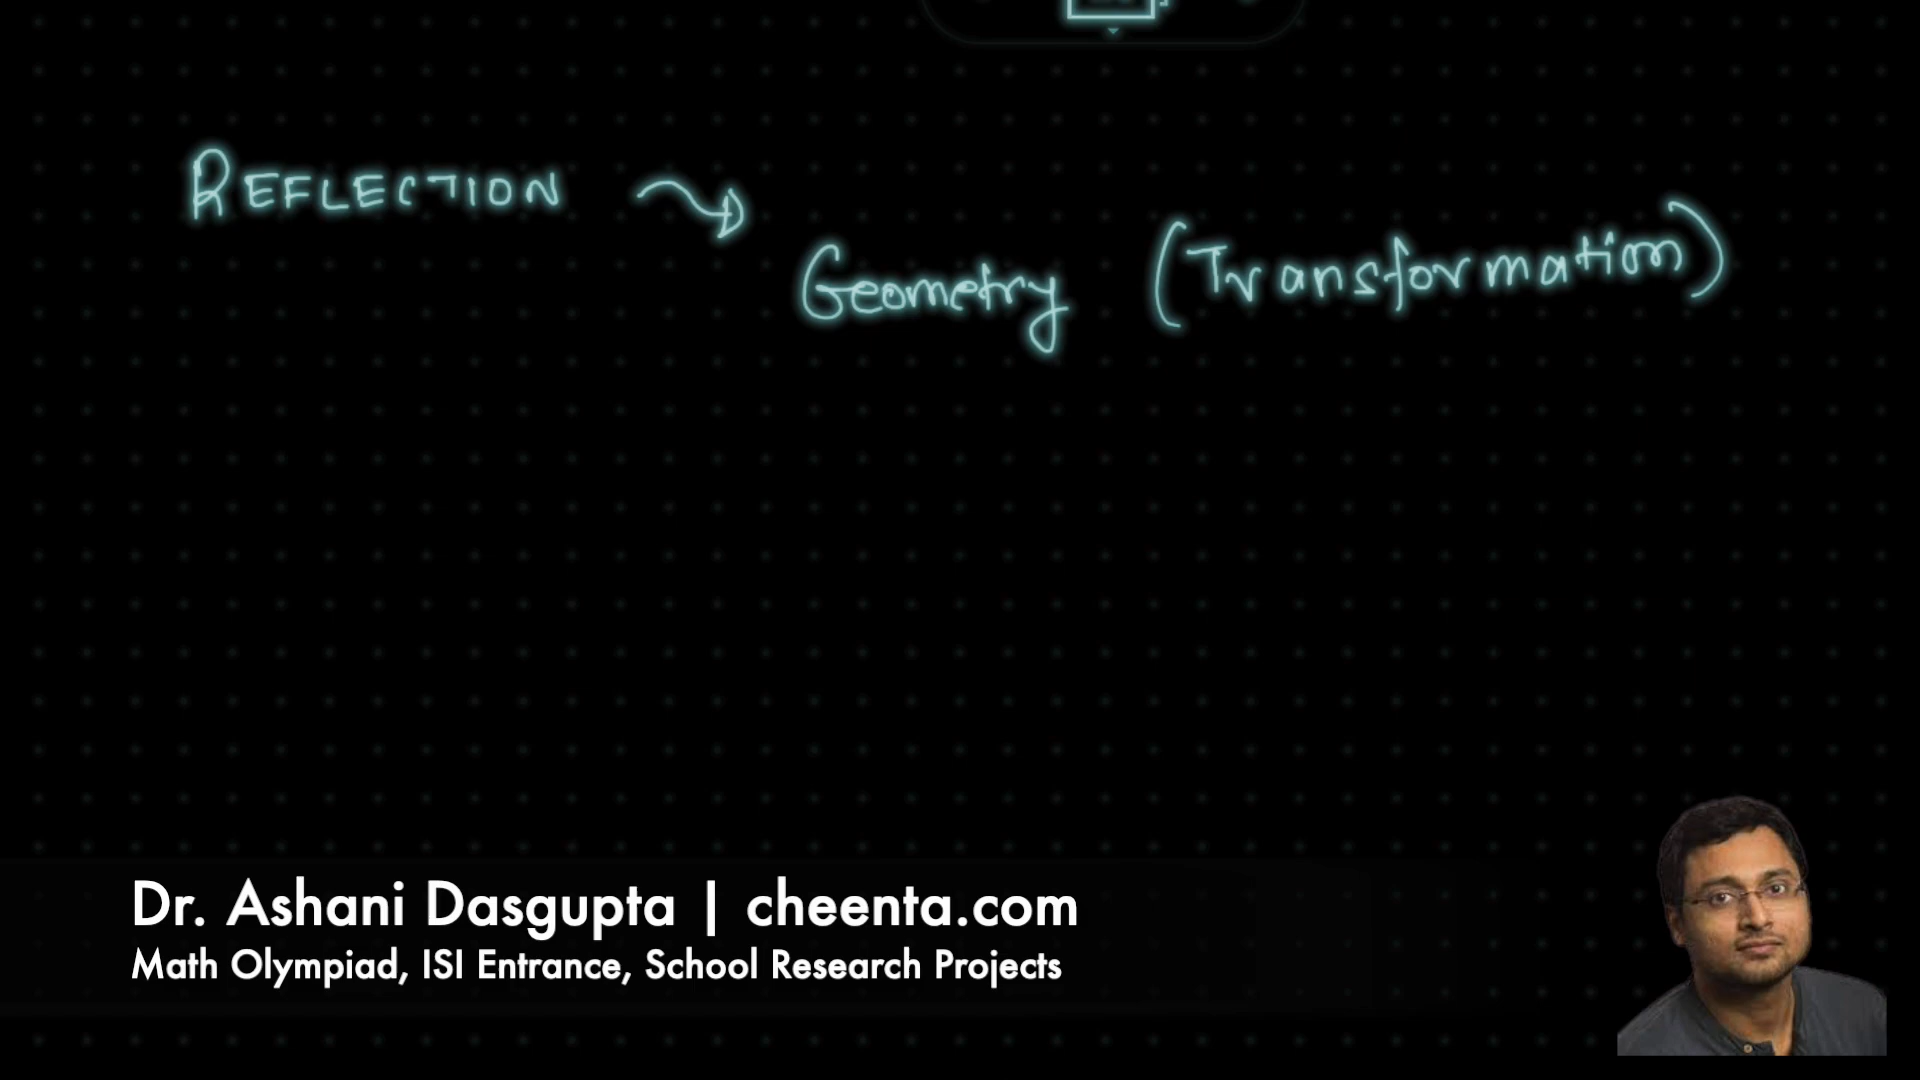 REFLECTION
Geometry (Transformation)
Dr. Ashani Dasgupta | cheenta.com
Math Olympiad, ISI Entrance, School Research Projects